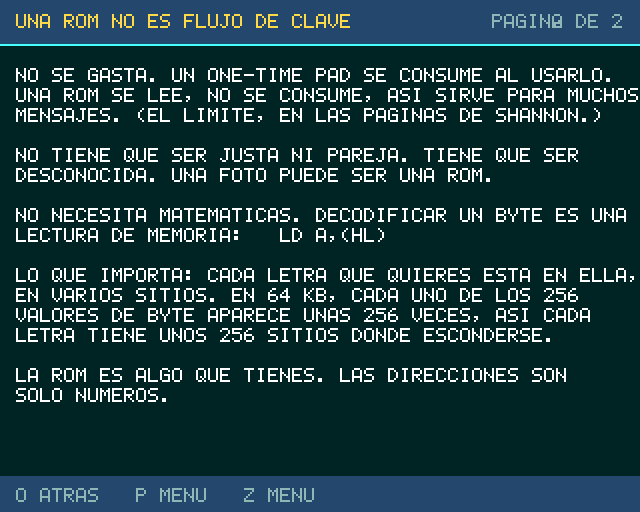 UNA ROM NO ES FLUJO DE CLAVE
DE 2
NO SE GASTA. UN ONE-TIME PAD SE CONSUME AL USARLO.
UNA ROM SE LEE, NO SE CONSUME, ASI SIRVE PARA MUCHOS
MENSAJES. (EL LIMITE, EN LAS PAGINAS DE SHANNON.)
NO TIENE QUE SER JUSTA NI PAREJA. TIENE QUE SER
DESCONOCIDA. UNA FOTO PUEDE SER UNA ROM.
NO NECESITA MATEMATICAS. DECODIFICAR UN BYTE ES UNA
LECTURA DE MEMORIA: LD A,(HL)
LO QUE IMPORTA: CADA LETRA QUE QUIERES ESTA EN ELLA,
EN VARIOS SITIOS. EN 64 KB, CADA UNO DE LOS 256
VALORES DE BYTE APARECE UNAS 256 VECES, ASI CADA
LETRA TIENE UNOS 256 SITIOS DONDE ESCONDERSE.
LA ROM ES ALGO QUE TIENES. LAS DIRECCIONES SON
SOLO NUMEROS.
O ATRAS P MENU Z MENU